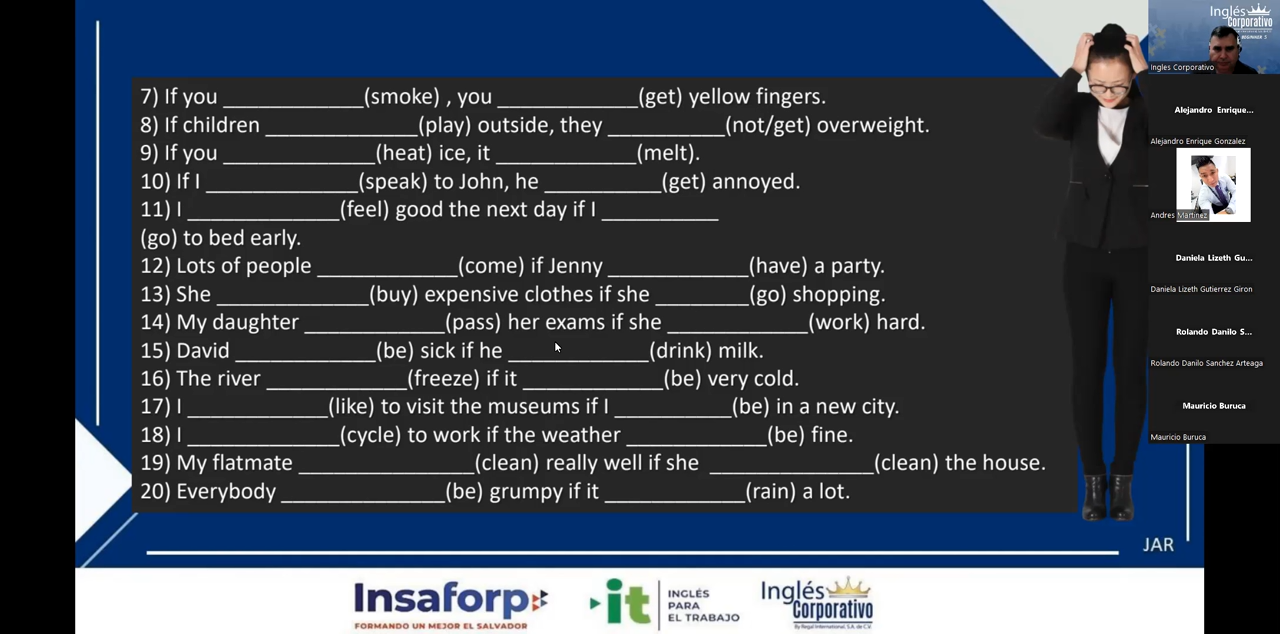 7) If you ____________(smoke) , you ____________(get) yellow fingers.
8) If children _____________(play) outside, they __________(not/get) overweight.
9) If you _____________(heat) ice, it ____________(melt).
10) If I _____________(speak) to John, he __________(get) annoyed.
11) I _____________(feel) good the next day if I __________
(go) to bed early.
12) Lots of people ____________(come) if Jenny ____________(have) a party.
13) She _____________(buy) expensive clothes if she ________(go) shopping.
14) My daughter ____________(pass) her exams if she ____________(work) hard.
15) David ____________(be) sick if he ____________(drink) milk.
16) The river ____________(freeze) if it ____________(be) very cold.
17) I ____________(like) to visit the museums if I __________(be) in a new city.
18) I _____________(cycle) to work if the weather ____________(be) fine.
19) My flatmate _______________(clean) really well if she ______________(clean) the house.
20) Everybody ______________(be) grumpy if it ____________(rain) a lot.
JAR
Insaforp
FORMANDO UN MEJOR EL SALVADOR
it
INGLÉS
PARA
EL TRABAJO
Inglés
Corporativo
By Regal International, S.A. de C.V.
Inglés
Corporativo
BEGINNER 5
Ingles Corporativo
Alejandro Enrique...
Alejandro Enrique Gonzalez
Andres Martinez
Daniela Lizeth Gu...
Daniela Lizeth Gutierrez Giron
Rolando Danilo S...
Rolando Danilo Sanchez Arteaga
Mauricio Buruca
Mauricio Buruca